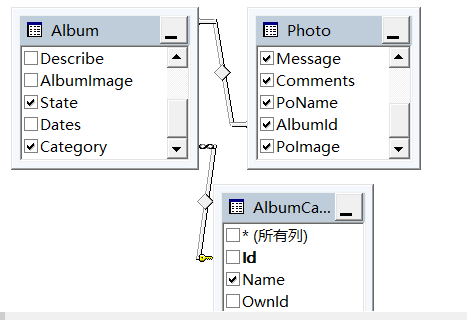 Album
Describe
AlbumImage
State
Dates
Category
Photo
Message
Comments
PoName
AlbumId
PoImage
AlbumCa...
* (所有列)
Id
Name
OwnId